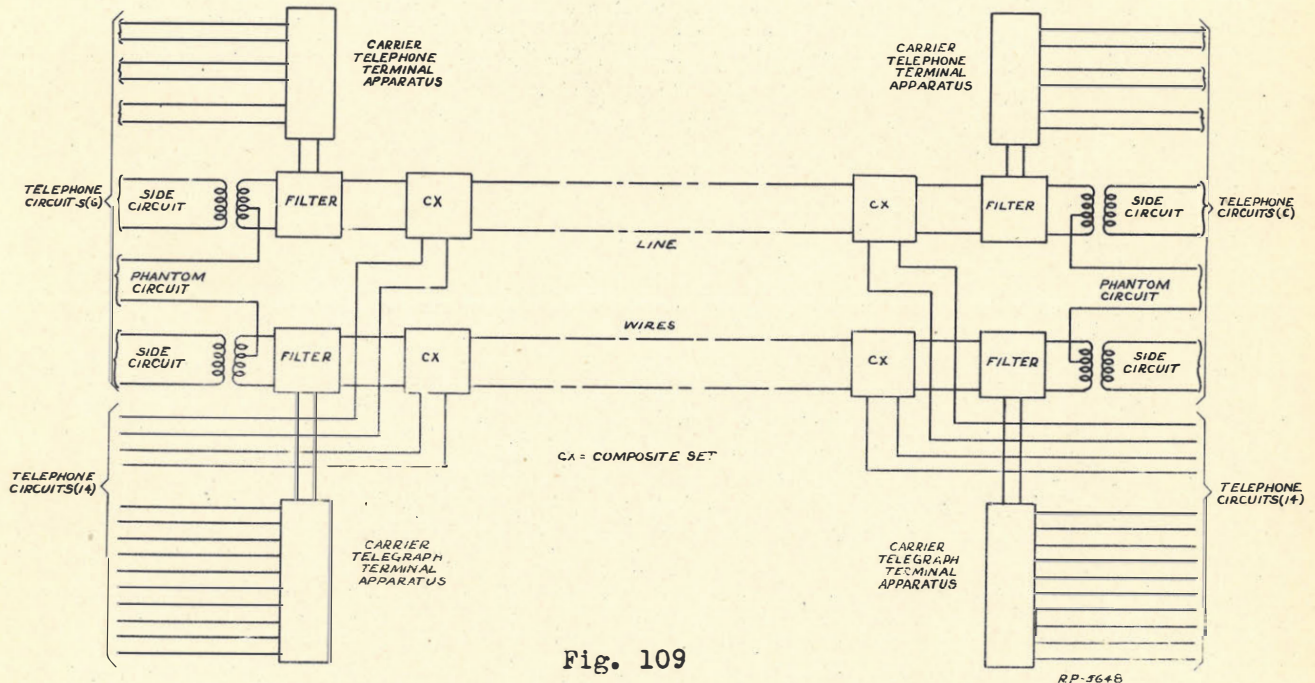 CARRIER
TELEPHONE
TERMINAL
APPARATUS
CARRIER
TELEPHONE
TERMINAL
APPARATUS
TELEPHONE
CIRCUITS(6)
SIDE
CIRCUIT
FILTER
CX
CX
FILTER
SIDE
CIRCUIT
TELEPHONE
CIRCUITS(6)
LINE
PHANTOM
CIRCUIT
PHANTOM
CIRCUIT
WIRES
SIDE
CIRCUIT
FILTER
CX
CX
FILTER
SIDE
CIRCUIT
CX = COMPOSITE SET
TELEPHONE
CIRCUITS(14)
TELEPHONE
CIRCUITS(14)
CARRIER
TELEGRAPH
TERMINAL
APPARATUS
CARRIER
TELEGRAPH
TERMINAL
APPARATUS
Fig. 109
RP-5648